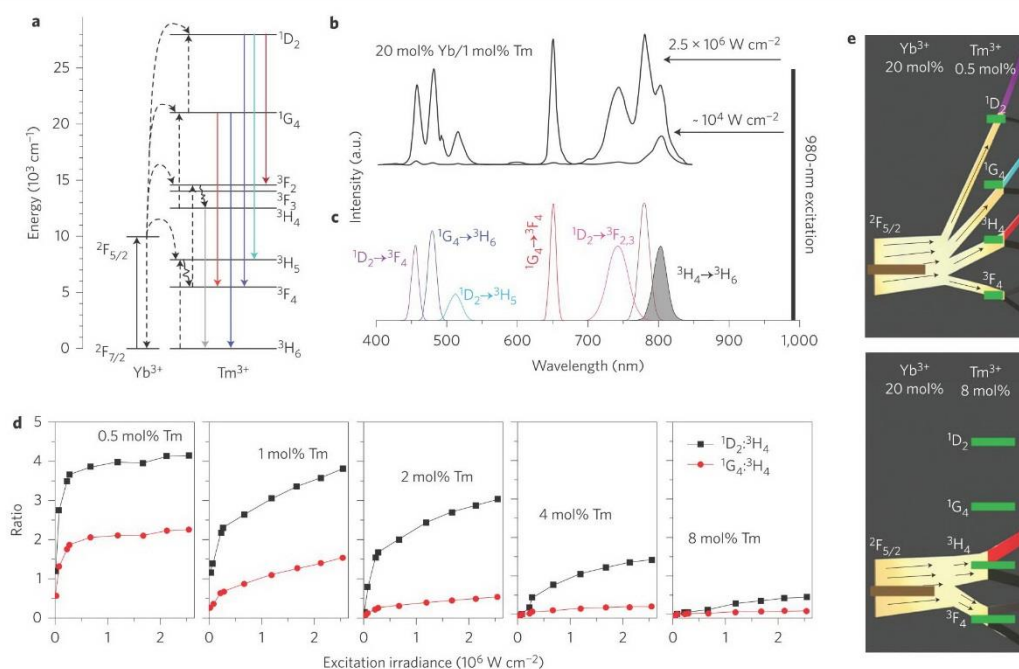 a
Energy (10³ cm⁻¹)
25
20
15
10
5
0
²F₅/₂
²F₇/₂
Yb³⁺
Tm³⁺
¹D₂
¹G₄
³F₂
³F₃
³H₄
³H₅
³F₄
³H₆
b
20 mol% Yb/1 mol% Tm
2.5 × 10⁶ W cm⁻²
~ 10⁴ W cm⁻²
Intensity (a.u.)
980-nm excitation
c
¹D₂→³F₄
¹G₄→³H₆
¹D₂→³H₅
¹G₄→³F₄
¹D₂→³F₂,₃
³H₄→³H₆
400 500 600 700 800 900 1,000
Wavelength (nm)
d
Ratio
5
4
3
2
1
0
0.5 mol% Tm
1 mol% Tm
2 mol% Tm
4 mol% Tm
8 mol% Tm
¹D₂:³H₄
¹G₄:³H₄
0 1 2 0 1 2 0 1 2 0 1 2 0 1 2
Excitation irradiance (10⁶ W cm⁻²)
e
Yb³⁺ Tm³⁺
20 mol% 0.5 mol%
¹D₂
¹G₄
²F₅/₂
³H₄
³F₄
Yb³⁺ Tm³⁺
20 mol% 8 mol%
¹D₂
¹G₄
²F₅/₂
³H₄
³F₄